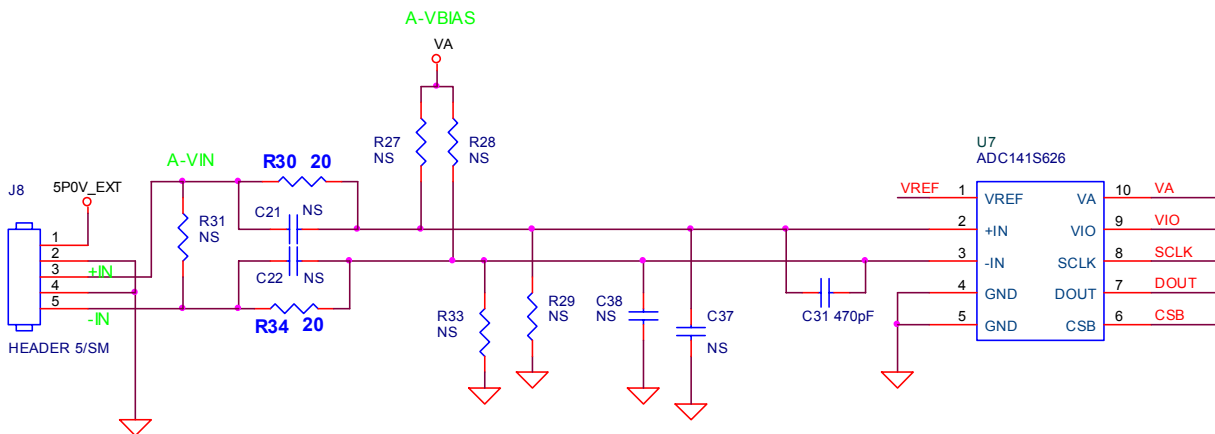 A-VBIAS
VA
R27
NS
R28
NS
U7
ADC141S626
A-VIN
R30 20
J8
5P0V_EXT
VREF
1
VREF
VA
10
VA
C21
NS
R31
NS
1
2
3
4
5
+IN
-IN
2
+IN
VIO
9
VIO
C22
NS
3
-IN
SCLK
8
SCLK
R34 20
R33
NS
R29
NS
C38
NS
C37
NS
C31 470pF
4
GND
DOUT
7
DOUT
5
GND
CSB
6
CSB
HEADER 5/SM